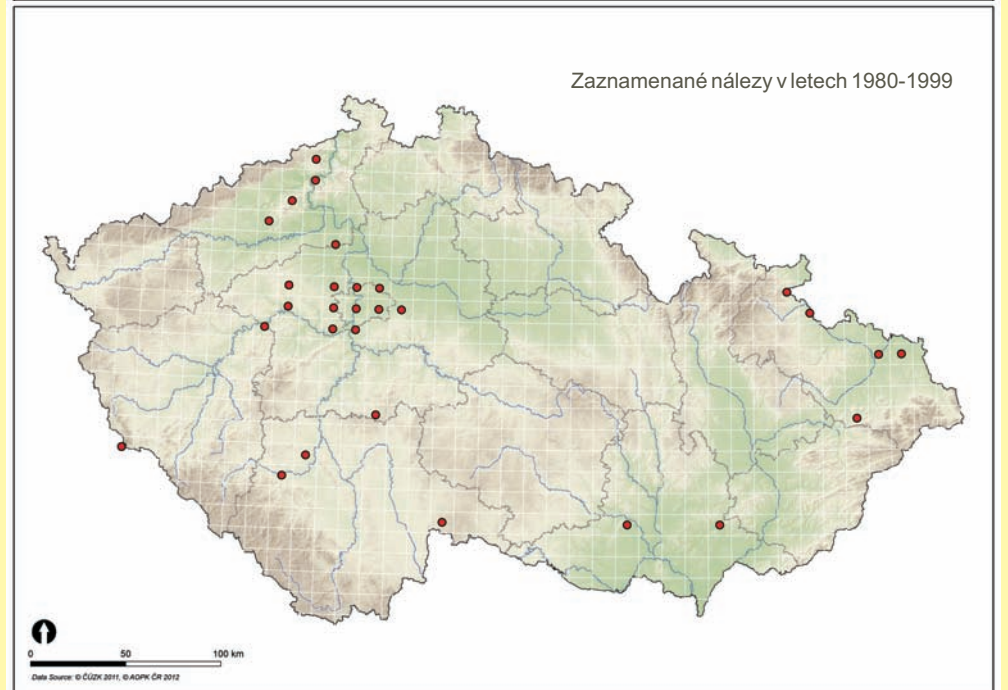 Zaznamenané nálezy v letech 1980-1999
0 50 100 km
Data Source: © ČÚZK 2011, © AOPK ČR 2012